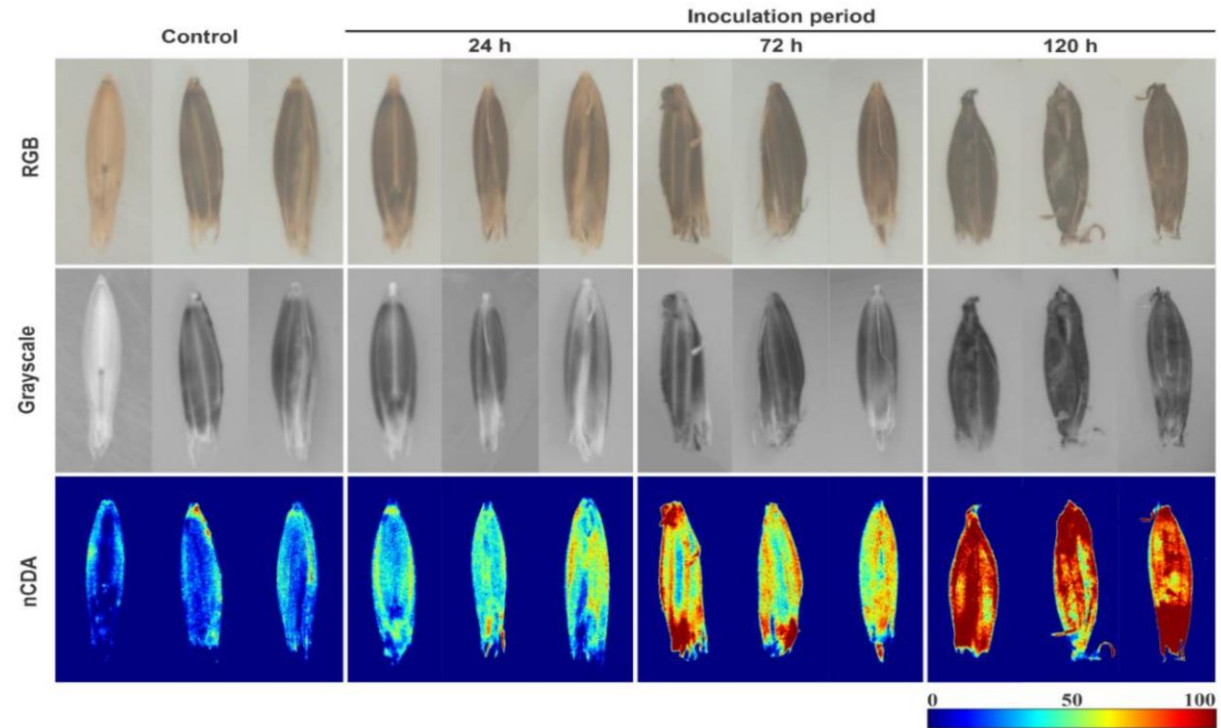 Inoculation period
Control
24 h
72 h
120 h
RGB
Grayscale
nCDA
0
50
100